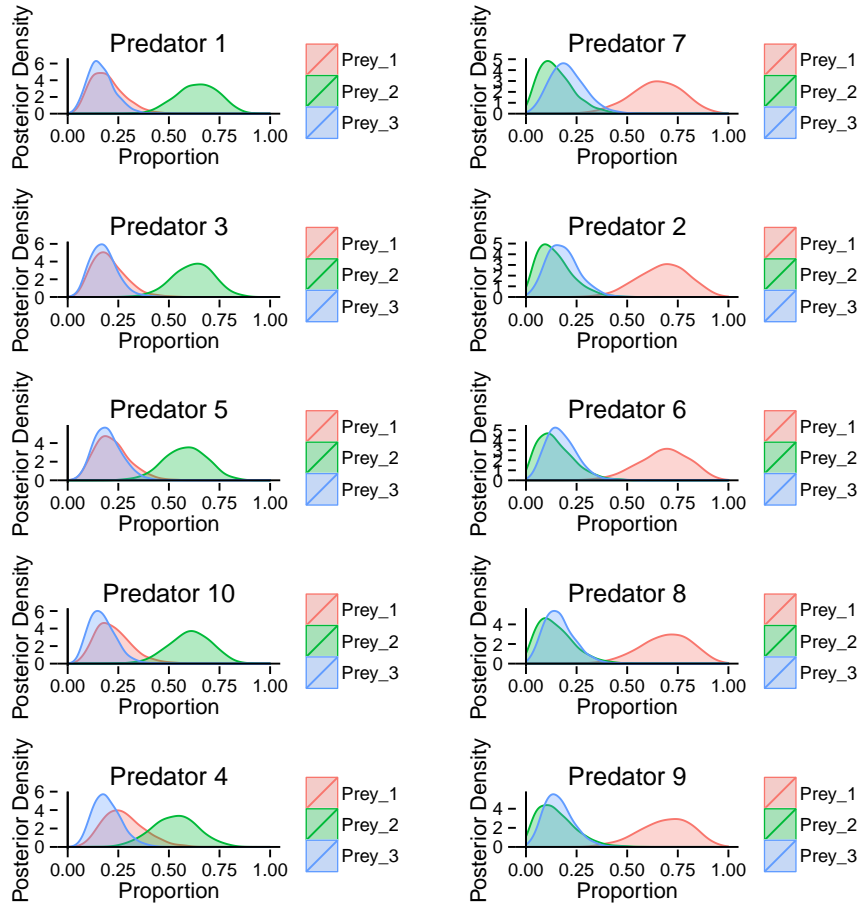 Predator 1
Posterior Density
6
4
2
0
0.00 0.25 0.50 0.75 1.00
Proportion
Prey_1
Prey_2
Prey_3
Predator 7
Posterior Density
5
4
3
2
1
0
0.00 0.25 0.50 0.75 1.00
Proportion
Prey_1
Prey_2
Prey_3
Predator 3
Posterior Density
6
4
2
0
0.00 0.25 0.50 0.75 1.00
Proportion
Prey_1
Prey_2
Prey_3
Predator 2
Posterior Density
5
4
3
2
1
0
0.00 0.25 0.50 0.75 1.00
Proportion
Prey_1
Prey_2
Prey_3
Predator 5
Posterior Density
4
2
0
0.00 0.25 0.50 0.75 1.00
Proportion
Prey_1
Prey_2
Prey_3
Predator 6
Posterior Density
5
4
3
2
1
0
0.00 0.25 0.50 0.75 1.00
Proportion
Prey_1
Prey_2
Prey_3
Predator 10
Posterior Density
6
4
2
0
0.00 0.25 0.50 0.75 1.00
Proportion
Prey_1
Prey_2
Prey_3
Predator 8
Posterior Density
4
2
0
0.00 0.25 0.50 0.75 1.00
Proportion
Prey_1
Prey_2
Prey_3
Predator 4
Posterior Density
6
4
2
0
0.00 0.25 0.50 0.75 1.00
Proportion
Prey_1
Prey_2
Prey_3
Predator 9
Posterior Density
4
2
0
0.00 0.25 0.50 0.75 1.00
Proportion
Prey_1
Prey_2
Prey_3